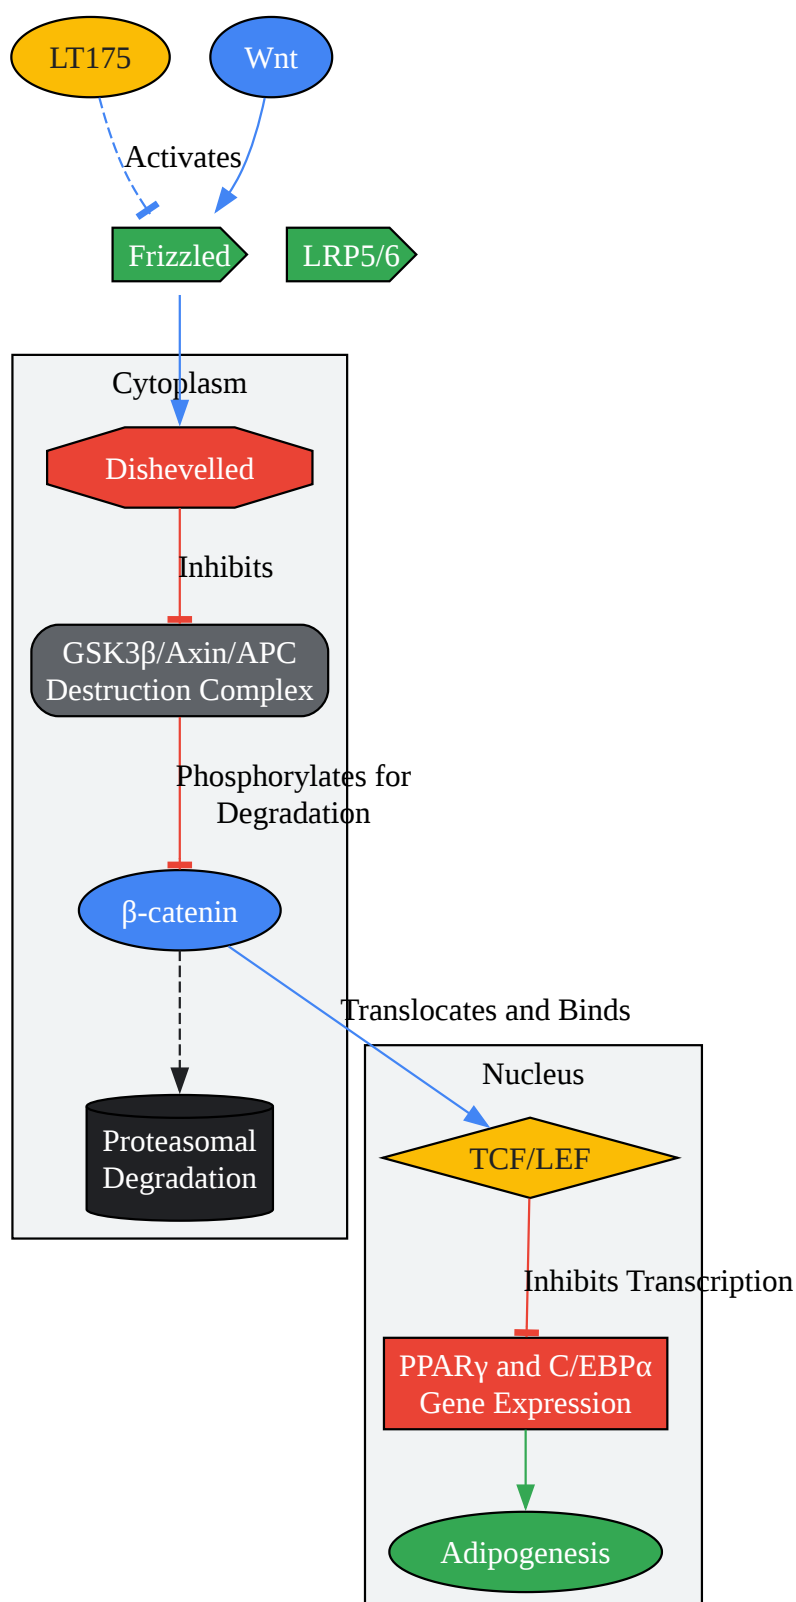 LT175
Wnt
Activates
Frizzled
LRP5/6
Cytoplasm
Dishevelled
Inhibits
GSK3β/Axin/APC
Destruction Complex
Phosphorylates for
Degradation
β-catenin
Translocates and Binds
Nucleus
Proteasomal
Degradation
TCF/LEF
Inhibits Transcription
PPARγ and C/EBPα
Gene Expression
Adipogenesis